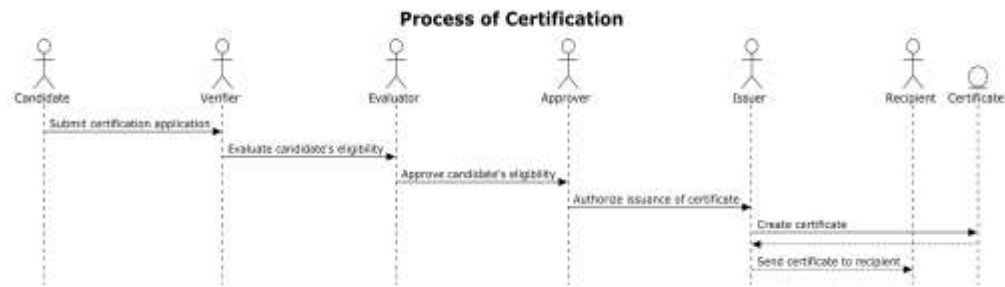 Process of Certification
Candidate Verifier Evaluator Approver Issuer Recipient Certificate
Submit certification application
Evaluate candidate's eligibility
Approve candidate's eligibility
Authorize issuance of certificate
Create certificate
Send certificate to recipient